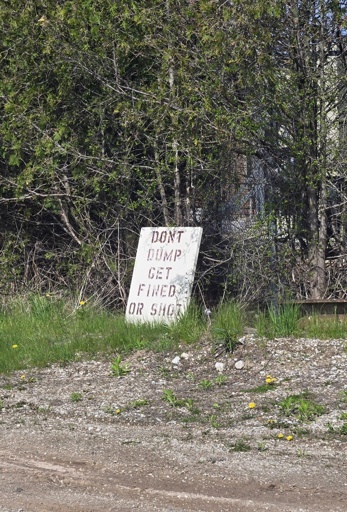 DONT
DUMP
GET
FINED
OR SHOT